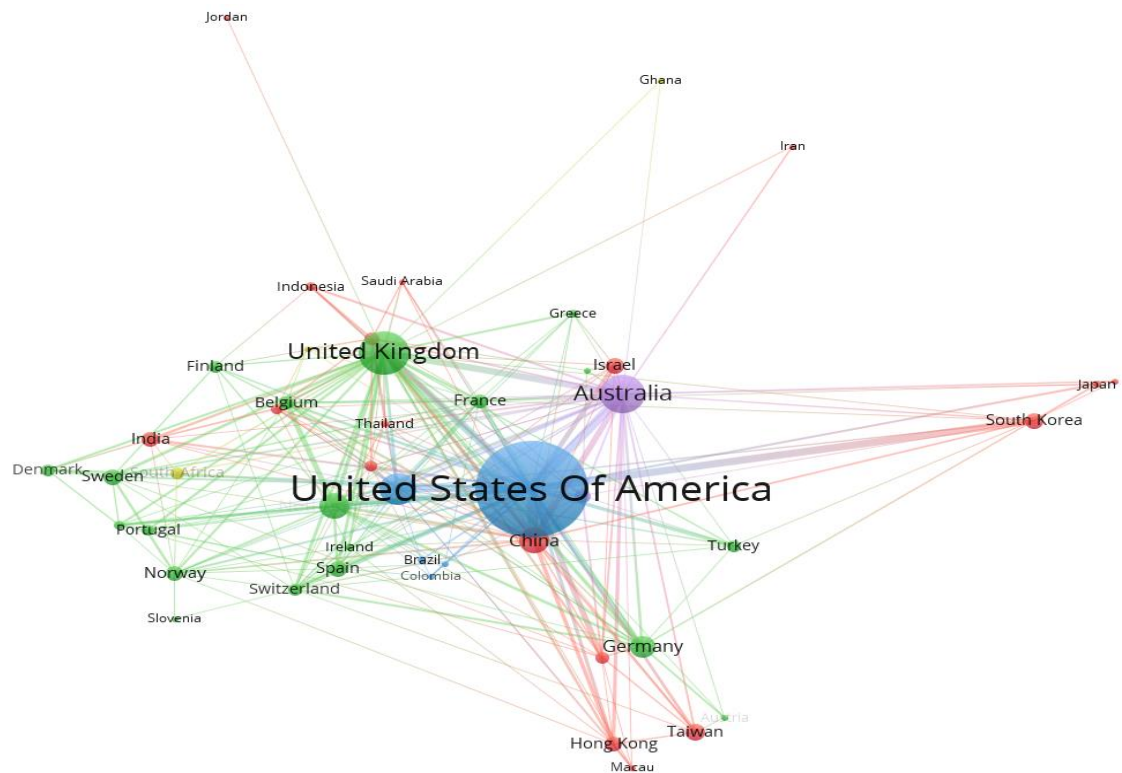 Jordan
Ghana
Iran
Saudi Arabia
Indonesia
Greece
United Kingdom
Finland
Israel
Japan
Australia
Belgium
France
South Korea
Thailand
India
Denmark
South Africa
Sweden
United States Of America
Portugal
China
Ireland
Turkey
Brazil
Spain
Norway
Colombia
Switzerland
Slovenia
Germany
Austria
Taiwan
Hong Kong
Macau